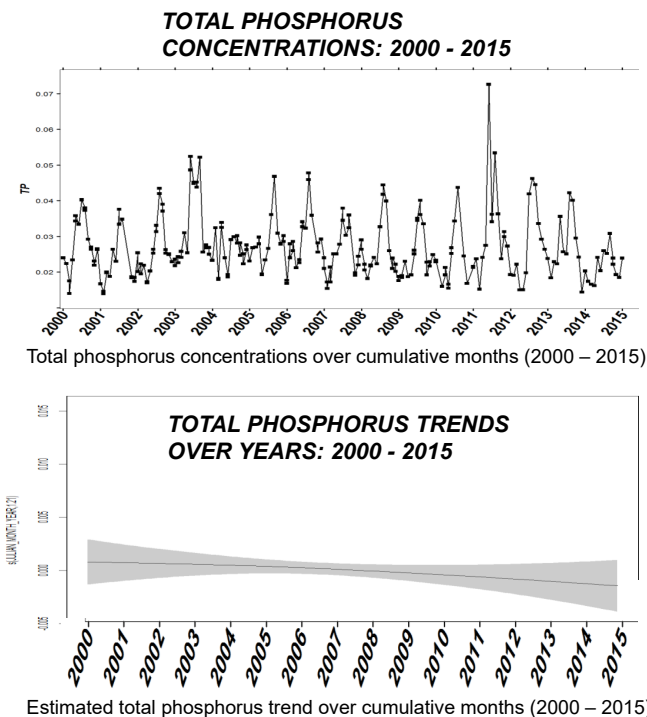 TOTAL PHOSPHORUS
CONCENTRATIONS: 2000 - 2015
0.07
0.06
0.05
0.04
0.03
0.02
TP
2000 2001 2002 2003 2004 2005 2006 2007 2008 2009 2010 2011 2012 2013 2014 2015
Total phosphorus concentrations over cumulative months (2000 – 2015)
TOTAL PHOSPHORUS TRENDS
OVER YEARS: 2000 - 2015
0.015
0.010
0.005
0.000
-0.005
s(JULIAN_MONTH_YEAR,1.21)
2000 2001 2002 2003 2004 2005 2006 2007 2008 2009 2010 2011 2012 2013 2014 2015
Estimated total phosphorus trend over cumulative months (2000 – 2015)